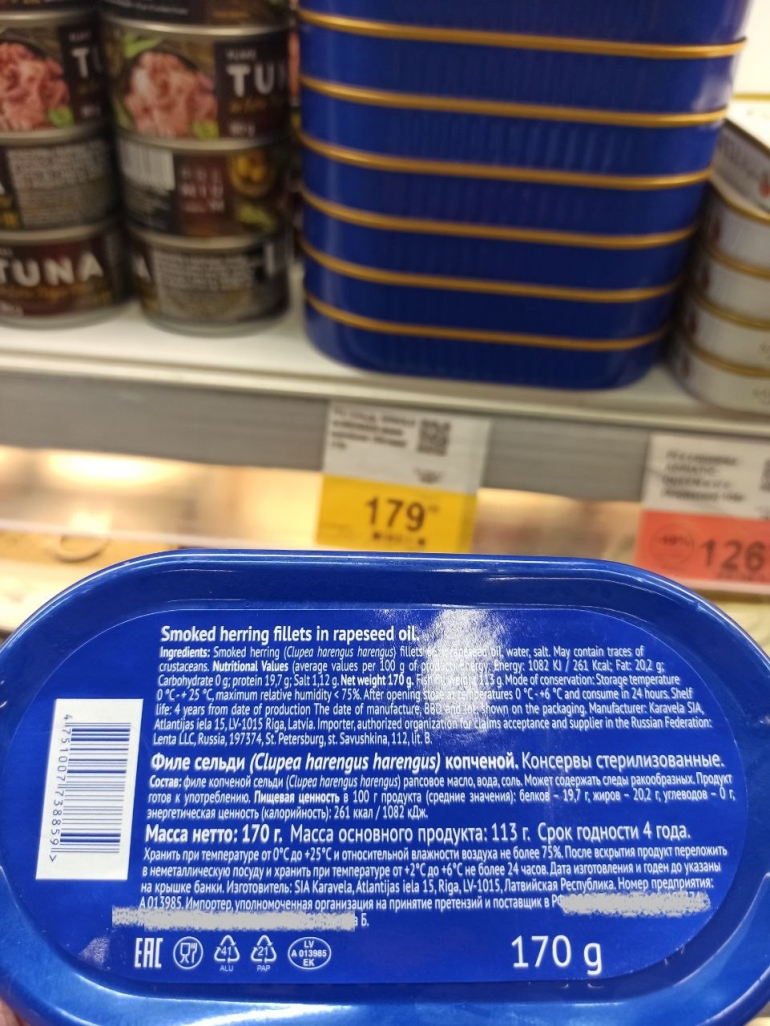 TUNA
TUNA
179
126
Smoked herring fillets in rapeseed oil.
Ingredients: Smoked herring (Clupea harengus harengus) fillets rapeseed oil, water, salt. May contain traces of
crustaceans. Nutritional Values (average values per 100 g of product): Energy: 1082 KJ / 261 Kcal; Fat: 20,2 g;
Carbohydrate 0 g; protein 19,7 g; Salt 1,12 g. Net weight 170 g. Fish weight 113 g. Mode of conservation: Storage temperature
0 °C-+ 25 °C, maximum relative humidity < 75%. After opening store at temperatures 0 °C -+6 °C and consume in 24 hours. Shelf
life: 4 years from date of production The date of manufacture, BBD and lot shown on the packaging. Manufacturer: Karavela SIA,
Atlantijas iela 15, LV-1015 Riga, Latvia. Importer, authorized organization for claims acceptance and supplier in the Russian Federation:
Lenta LLC, Russia, 197374, St. Petersburg, st. Savushkina, 112, lit. B.
Филе сельди (Clupea harengus harengus) копченой. Консервы стерилизованные.
Состав: филе копченой сельди (Clupea harengus harengus) рапсовое масло, вода, соль. Может содержать следы ракообразных. Продукт
готов к употреблению. Пищевая ценность в 100 г продукта (средние значения): белков – 19,7 г, жиров – 20,2 г, углеводов – 0 г,
энергетическая ценность (калорийность): 261 ккал / 1082 кДж.
Масса нетто: 170 г. Масса основного продукта: 113 г. Срок годности 4 года.
Хранить при температуре от 0°C до +25°C и относительной влажности воздуха не более 75%. После вскрытия продукт переложить
в неметаллическую посуду и хранить при температуре от +2°C до +6°C не более 24 часов. Дата изготовления и годен до указаны
на крышке банки. Изготовитель: SIA Karavela, Atlantijas iela 15, Riga, LV-1015, Латвийская Республика. Номер предприятия:
A 013985. Импортер, уполномоченная организация на принятие претензий и поставщик в
Б.
4751007738859 >
EAC
41
ALU
21
PAP
LV
A 013985
EK
170 g